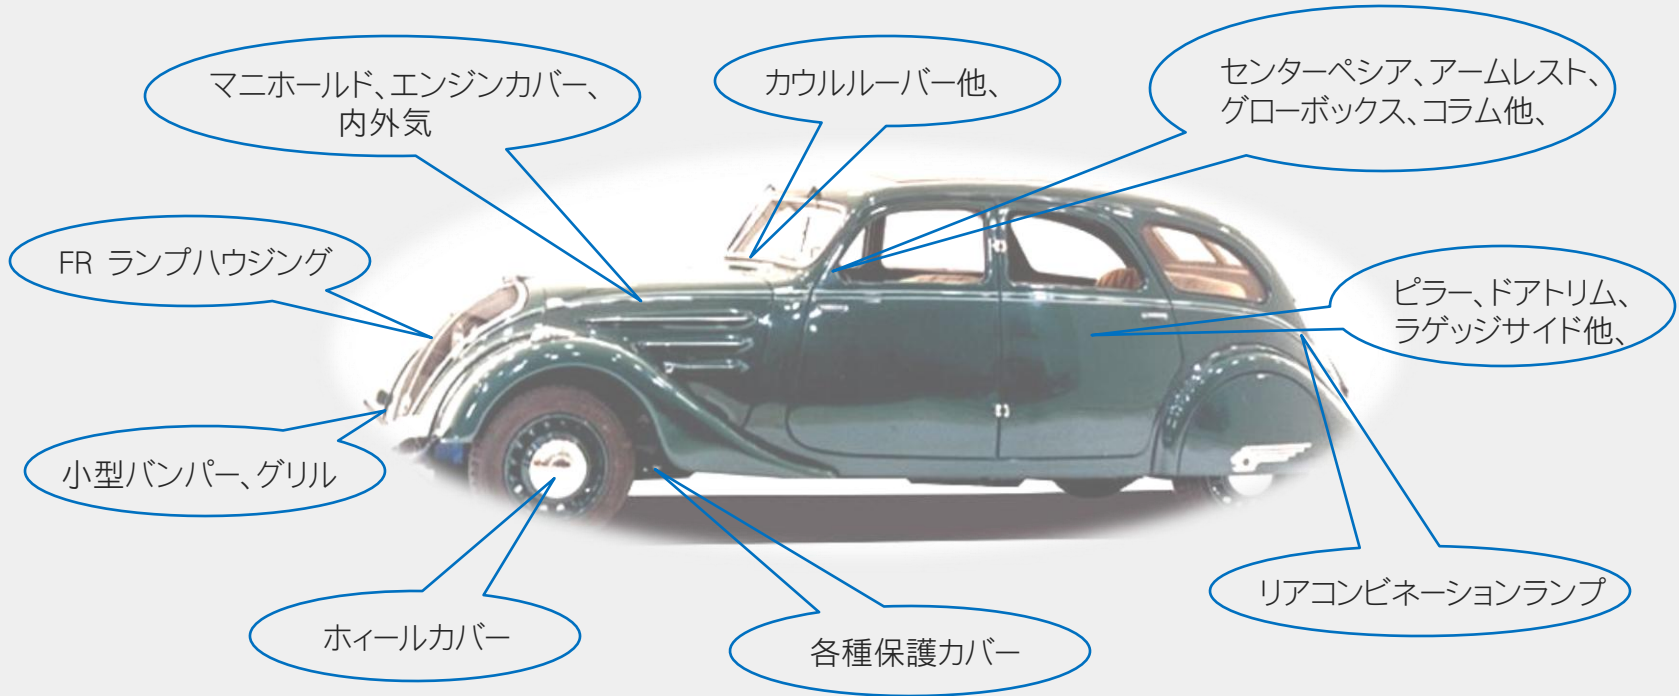 マニホールド、エンジンカバー、
内外気
カウルルーバー他、
センターペシア、アームレスト、
グローボックス、コラム他、
FR ランプハウジング
ピラー、ドアトリム、
ラゲッジサイド他、
小型バンパー、グリル
リアコンビネーションランプ
ホィールカバー
各種保護カバー